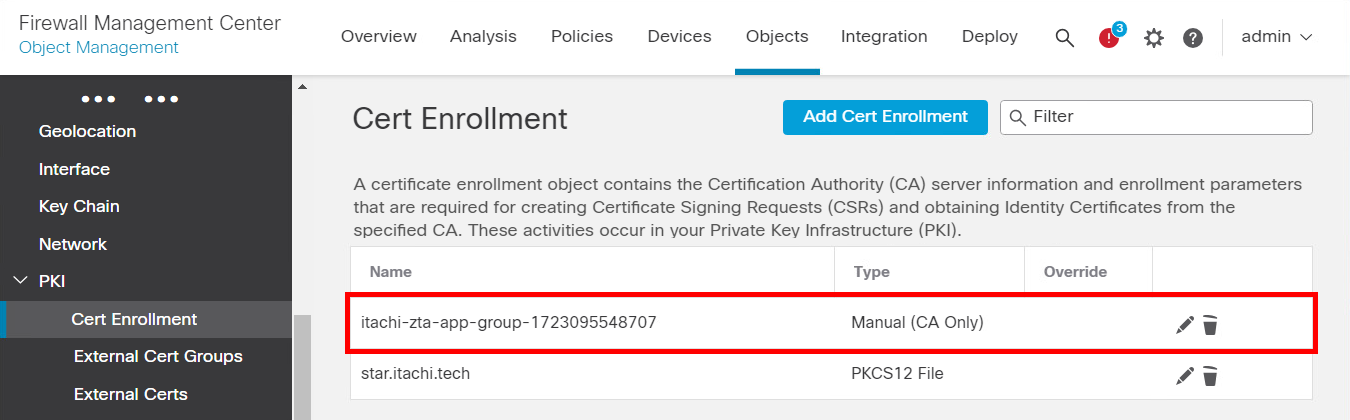 Firewall Management Center
Object Management
Overview Analysis Policies Devices Objects Integration Deploy 3 admin
Geolocation
Interface
Key Chain
Network
PKI
Cert Enrollment
External Cert Groups
External Certs
Cert Enrollment
Add Cert Enrollment
Filter
A certificate enrollment object contains the Certification Authority (CA) server information and enrollment parameters
that are required for creating Certificate Signing Requests (CSRs) and obtaining Identity Certificates from the
specified CA. These activities occur in your Private Key Infrastructure (PKI).
Name Type Override
itachi-zta-app-group-1723095548707 Manual (CA Only)
star.itachi.tech PKCS12 File